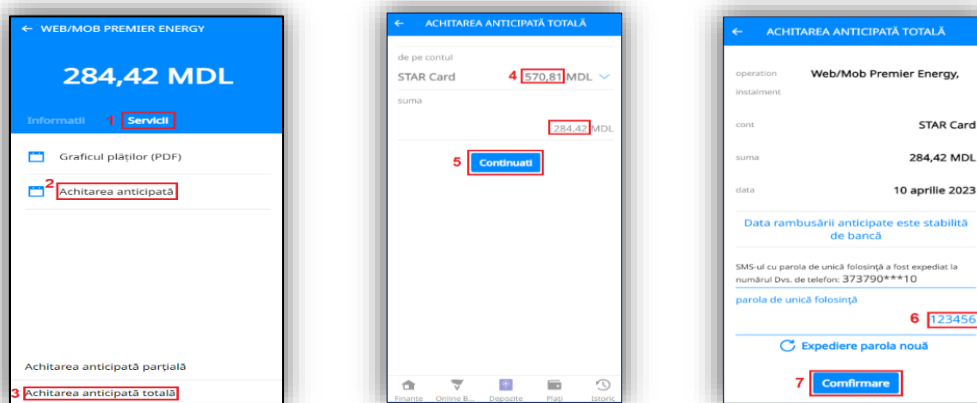 ← WEB/MOB PREMIER ENERGY
284,42 MDL
Informatii 1 Servicii
Graficul plăților (PDF)
2 Achitarea anticipată
Achitarea anticipată parțială
3 Achitarea anticipată totală
← ACHITAREA ANTICIPATĂ TOTALĂ
de pe contul
STAR Card 4 570,81 MDL
suma
284,42 MDL
5 Continuati
Finanțe Online B... Depozite Plați Istoric
← ACHITAREA ANTICIPATĂ TOTALĂ
operation Web/Mob Premier Energy,
instalment
cont STAR Card
suma 284,42 MDL
data 10 aprilie 2023
Data rambusării anticipate este stabilită
de bancă
SMS-ul cu parola de unică folosință a fost expediat la
numărul Dvs. de telefon: 373790***10
parola de unică folosință
6 123456
Expediere parola nouă
7 Comfirmare